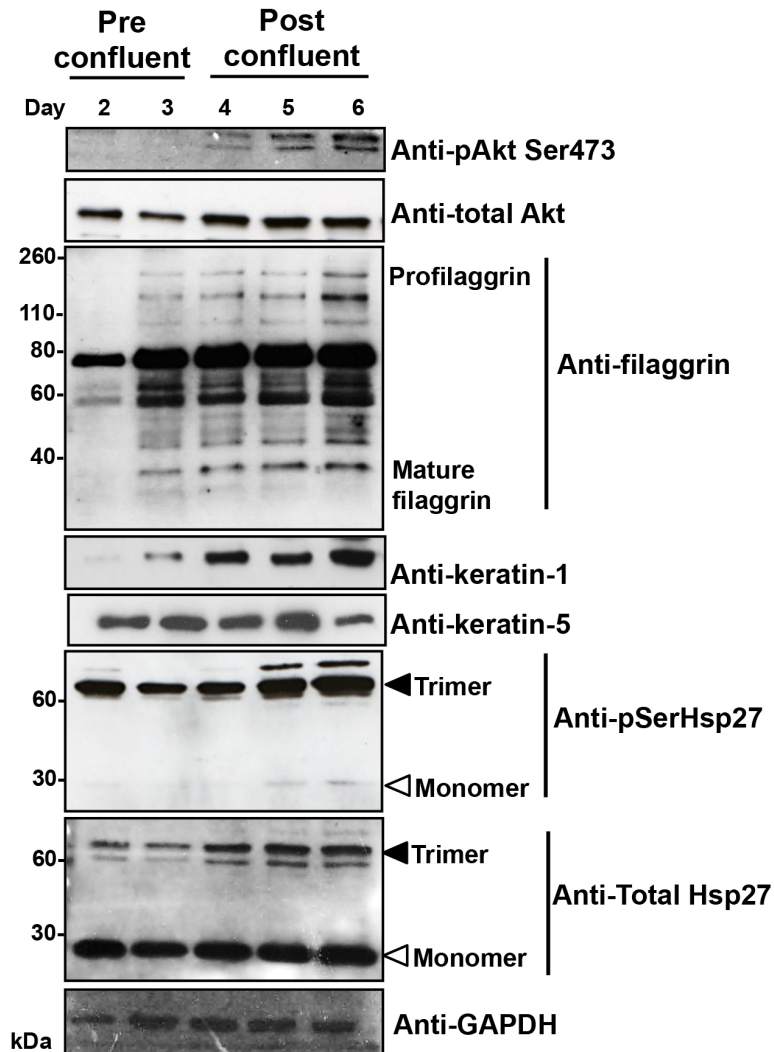 Pre
confluent
Post
confluent
Day 2 3 4 5 6
Anti-pAkt Ser473
Anti-total Akt
260-
110-
80-
60-
40-
Profilaggrin
Mature
filaggrin
Anti-filaggrin
Anti-keratin-1
Anti-keratin-5
60-
30-
Trimer
Monomer
Anti-pSerHsp27
60-
30-
Trimer
Monomer
Anti-Total Hsp27
Anti-GAPDH
kDa